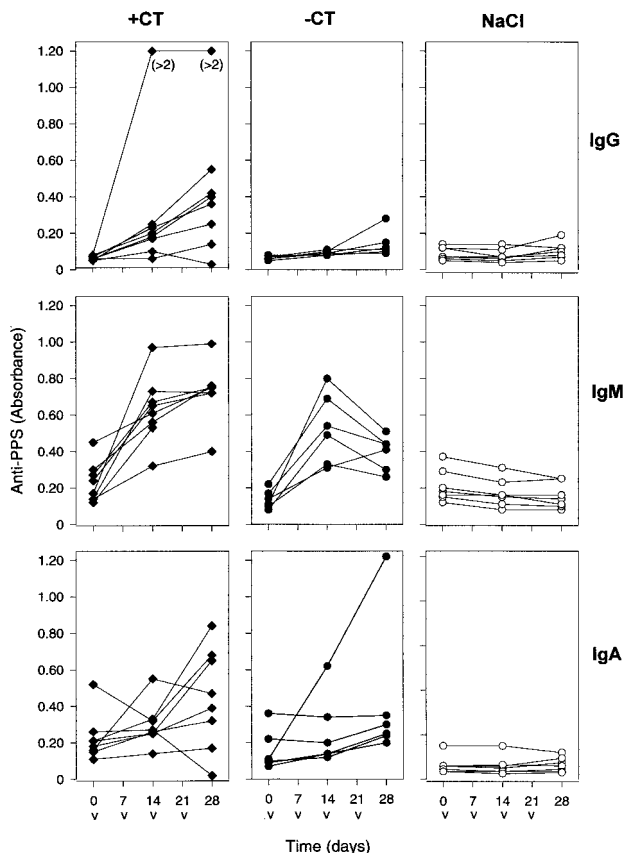 +CT -CT NaCl
1.20
1.00
0.80
0.60
0.40
0.20
0
(>2) (>2)
IgG
1.20
1.00
0.80
0.60
0.40
0.20
0
IgM
1.20
1.00
0.80
0.60
0.40
0.20
0
IgA
Anti-PPS (Absorbance)
0 7 14 21 28 0 7 14 21 28 0 7 14 21 28
v v v v v v v v v v v v
Time (days)